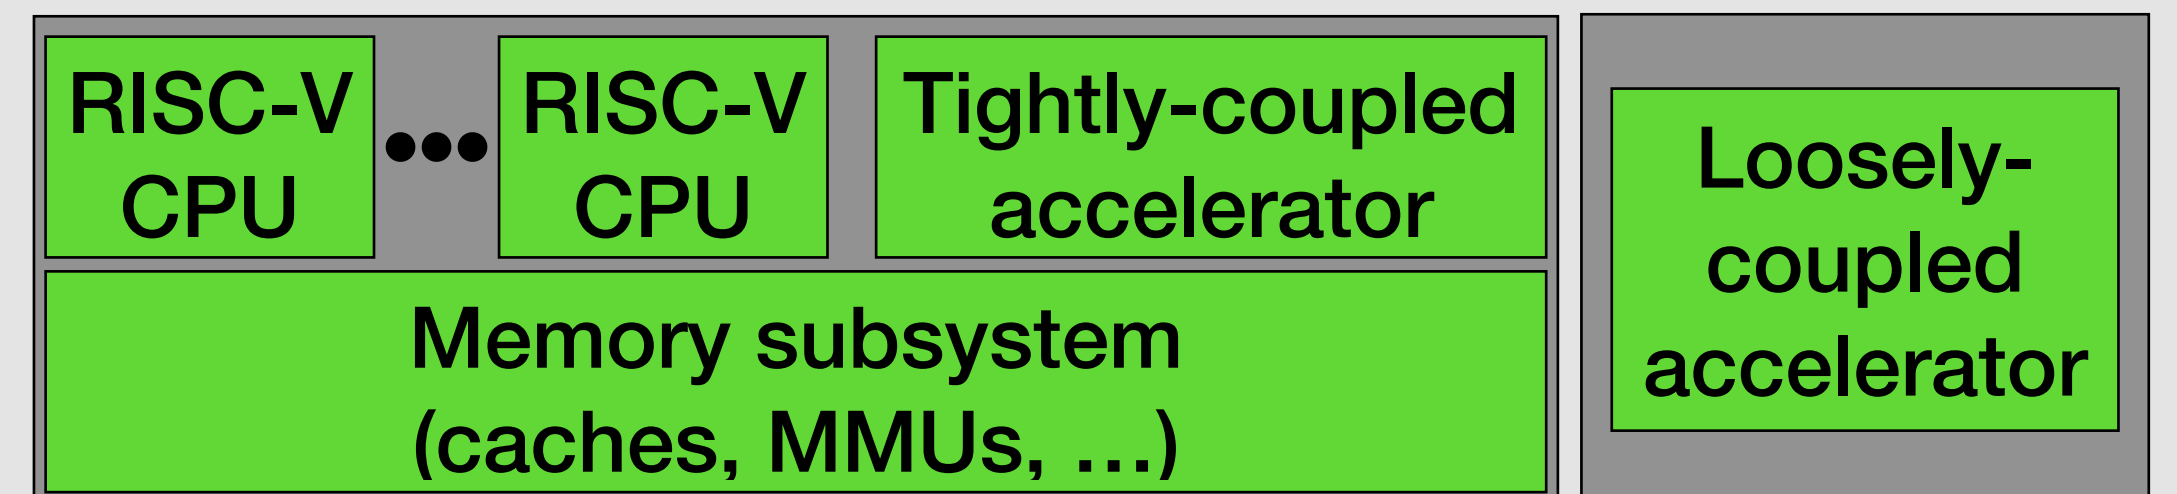 RISC-V
CPU
•••
RISC-V
CPU
Tightly-coupled
accelerator
Memory subsystem
(caches, MMUs, …)
Loosely-
coupled
accelerator